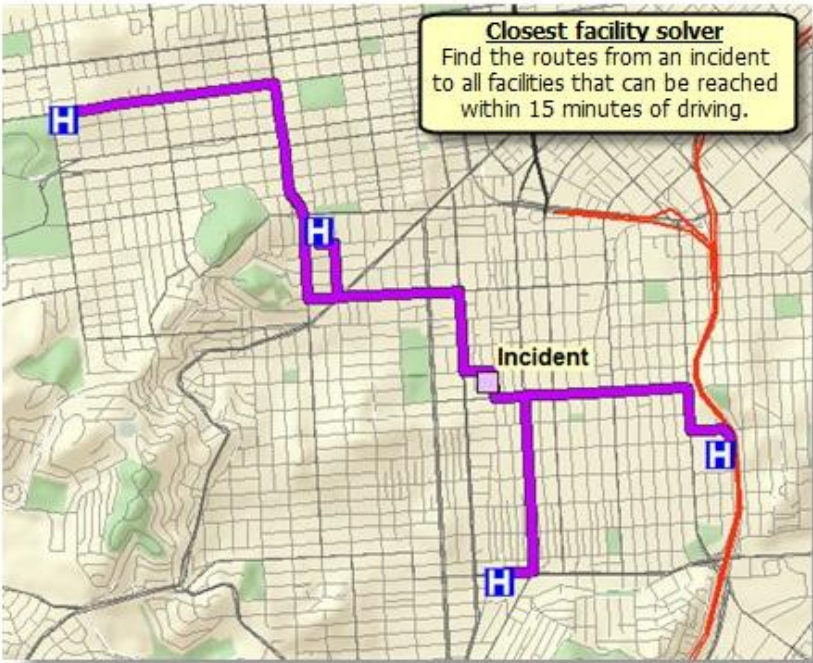 Closest facility solver
Find the routes from an incident
to all facilities that can be reached
within 15 minutes of driving.
H
H
Incident
H
H